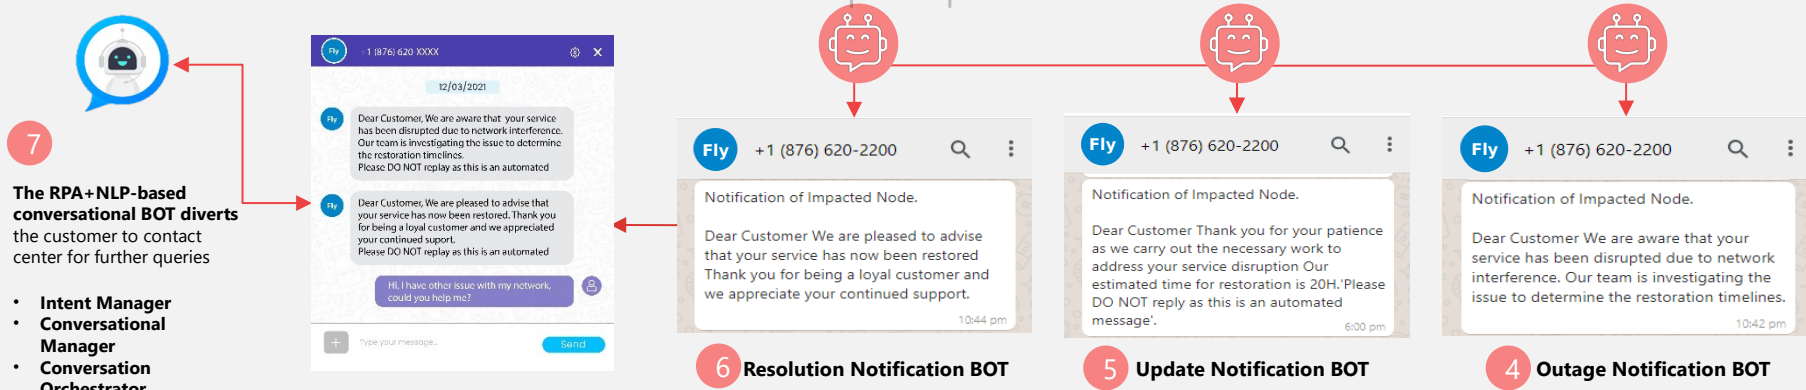 7
The RPA+NLP-based
conversational BOT diverts
the customer to contact
center for further queries
• Intent Manager
• Conversational
Manager
• Conversation
Orchestrator
Fly
+1 (876) 620 XXXX
12/03/2021
Fly
Dear Customer, We are aware that your service
has been disrupted due to network interference.
Our team is investigating the issue to determine
the restoration timelines.
Please DO NOT replay as this is an automated
Fly
Dear Customer, We are pleased to advise that
your service has now been restored. Thank you
for being a loyal customer and we appreciated
your continued suport.
Please DO NOT replay as this is an automated
Hi, I have other issue with my network,
could you help me?
Type your message...
Send
Fly
+1 (876) 620-2200
Notification of Impacted Node.
Dear Customer We are pleased to advise
that your service has now been restored
Thank you for being a loyal customer and
we appreciate your continued support.
10:44 pm
6
Resolution Notification BOT
Fly
+1 (876) 620-2200
Notification of Impacted Node.
Dear Customer Thank you for your patience
as we carry out the necessary work to
address your service disruption Our
estimated time for restoration is 20H.'Please
DO NOT reply as this is an automated
message'.
6:00 pm
5
Update Notification BOT
Fly
+1 (876) 620-2200
Notification of Impacted Node.
Dear Customer We are aware that your
service has been disrupted due to network
interference. Our team is investigating the
issue to determine the restoration timelines.
10:42 pm
4
Outage Notification BOT